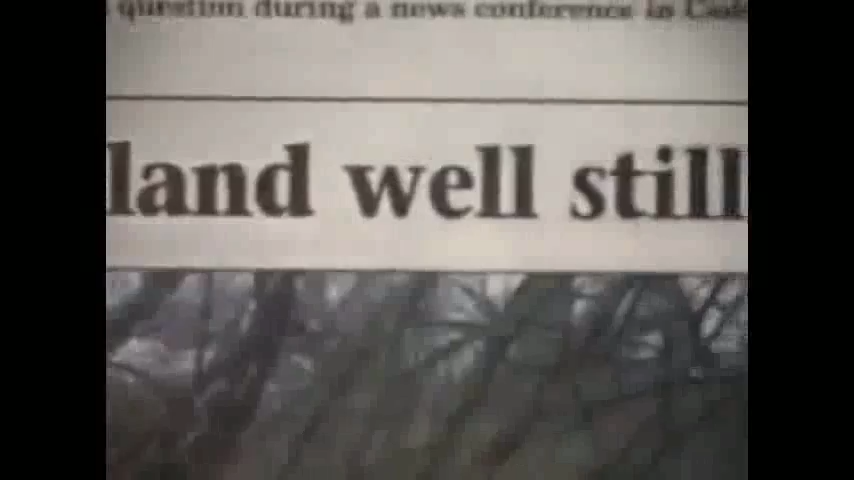 question during a news conference in
land well still